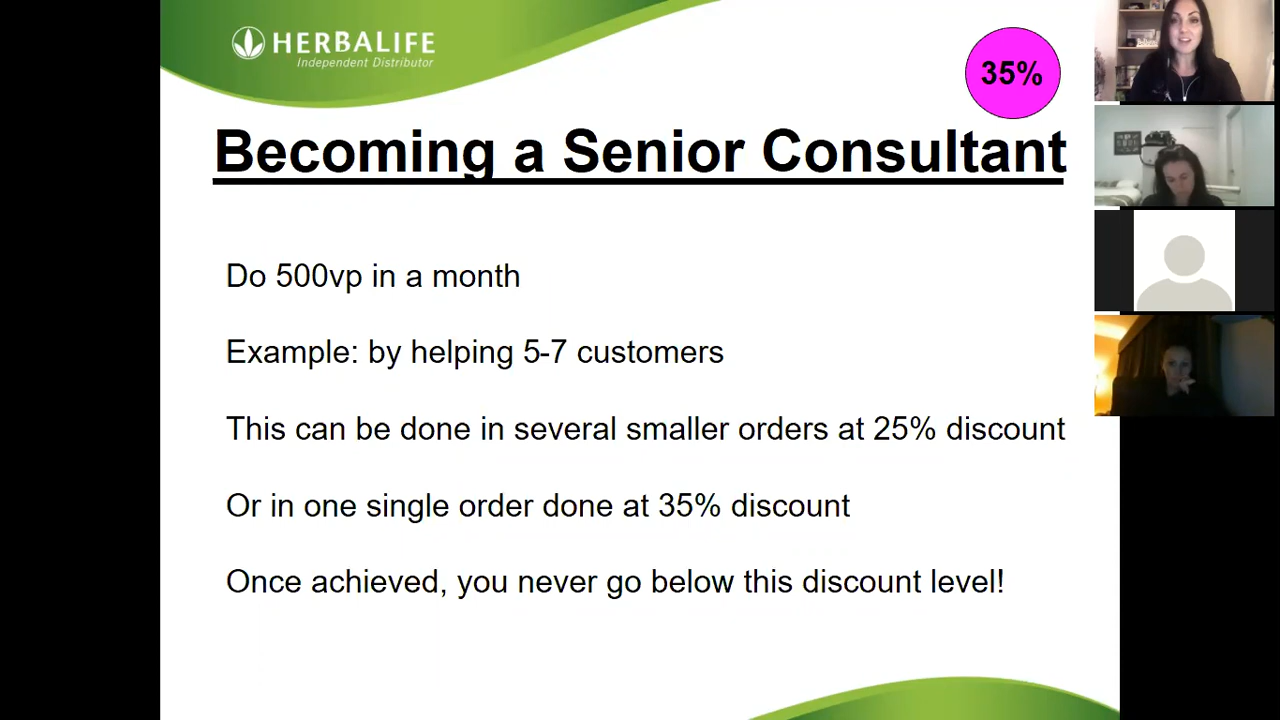 HERBALIFE
Independent Distributor
35%
Becoming a Senior Consultant
Do 500vp in a month
Example: by helping 5-7 customers
This can be done in several smaller orders at 25% discount
Or in one single order done at 35% discount
Once achieved, you never go below this discount level!